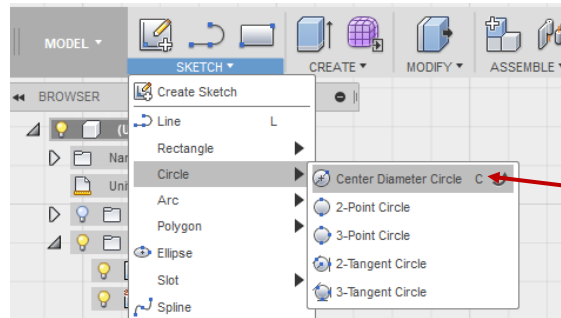 MODEL
SKETCH CREATE MODIFY ASSEMBLE
BROWSER
Create Sketch
Line L
Rectangle
Circle
Arc
Polygon
Ellipse
Slot
Spline
Center Diameter Circle C
2-Point Circle
3-Point Circle
2-Tangent Circle
3-Tangent Circle